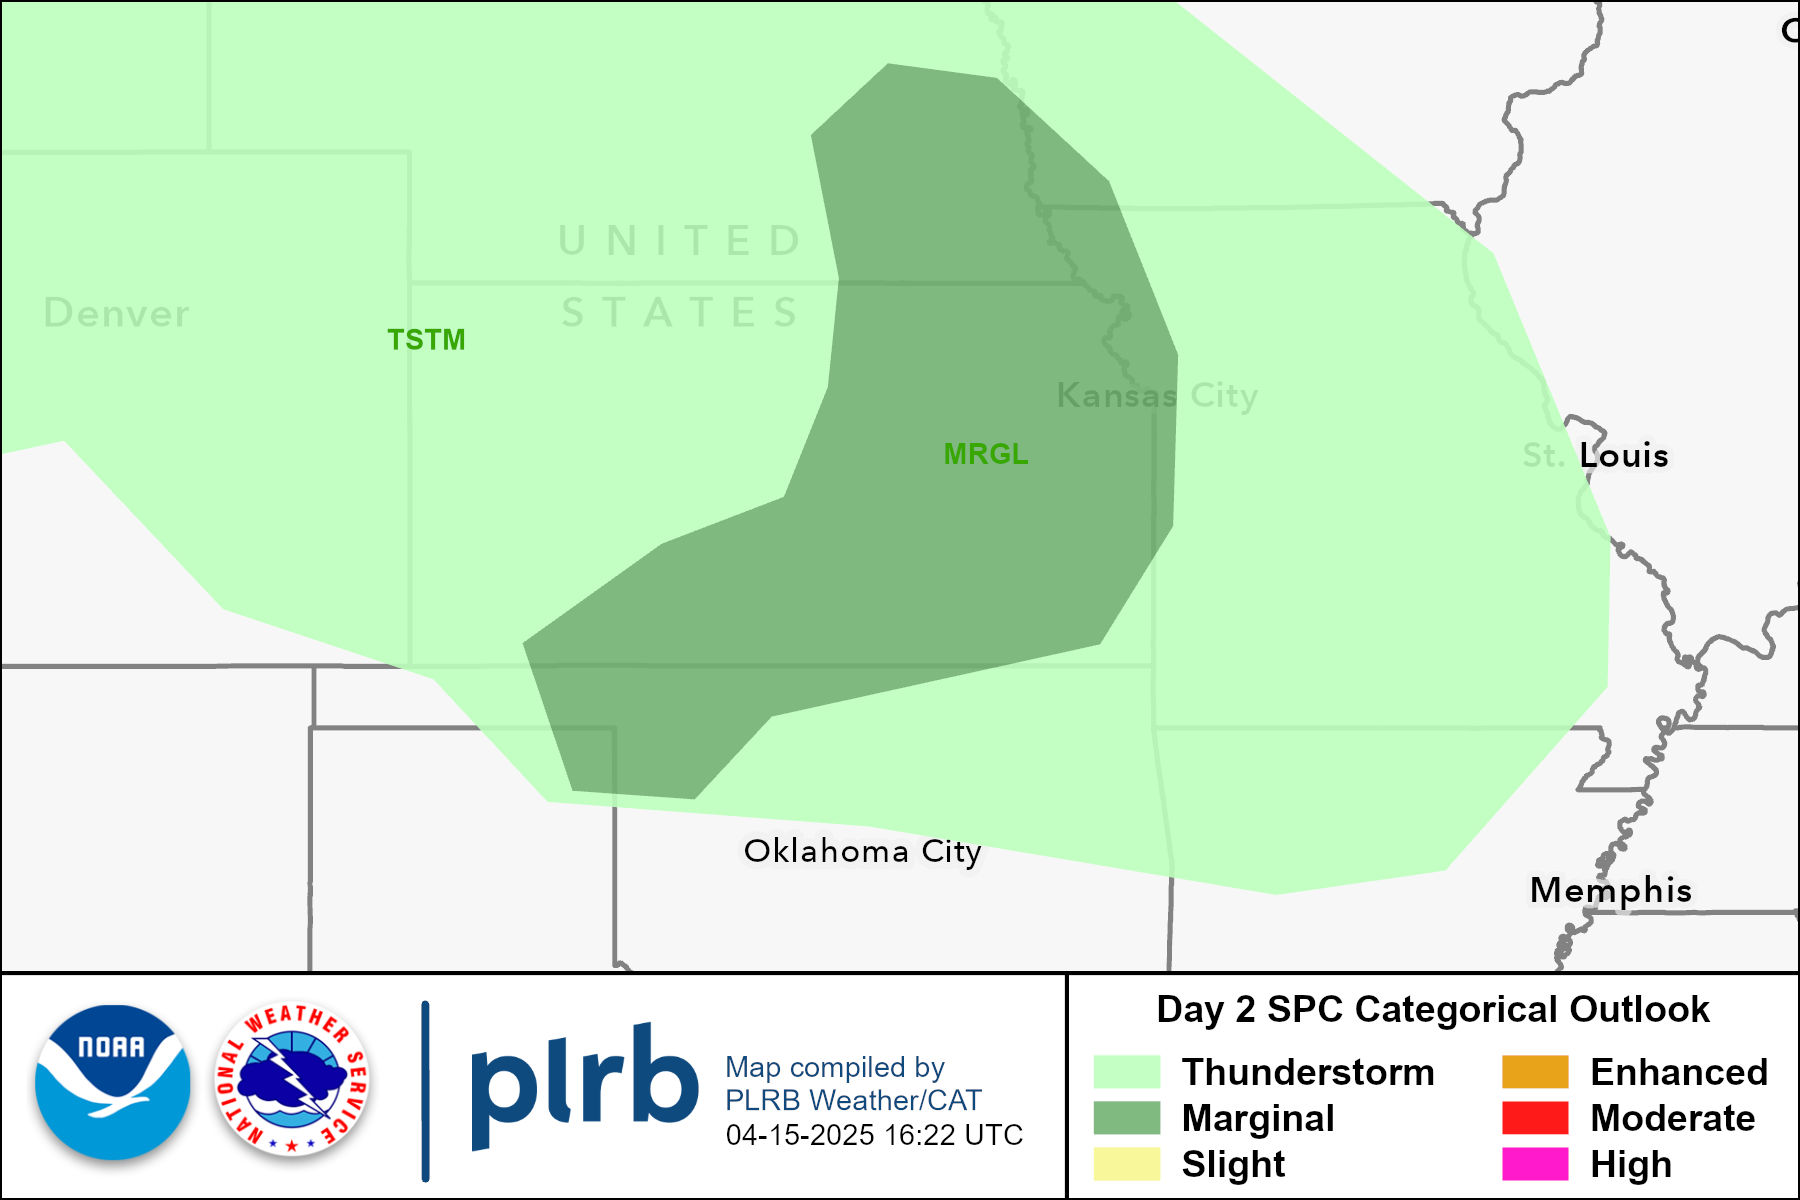 C
UNITED
STATES
Denver
TSTM
Kansas City
MRGL
St. Louis
Oklahoma City
Memphis
NOAA
NATIONAL WEATHER SERVICE
plrb
Map compiled by
PLRB Weather/CAT
04-15-2025 16:22 UTC
Day 2 SPC Categorical Outlook
Thunderstorm
Marginal
Slight
Enhanced
Moderate
High